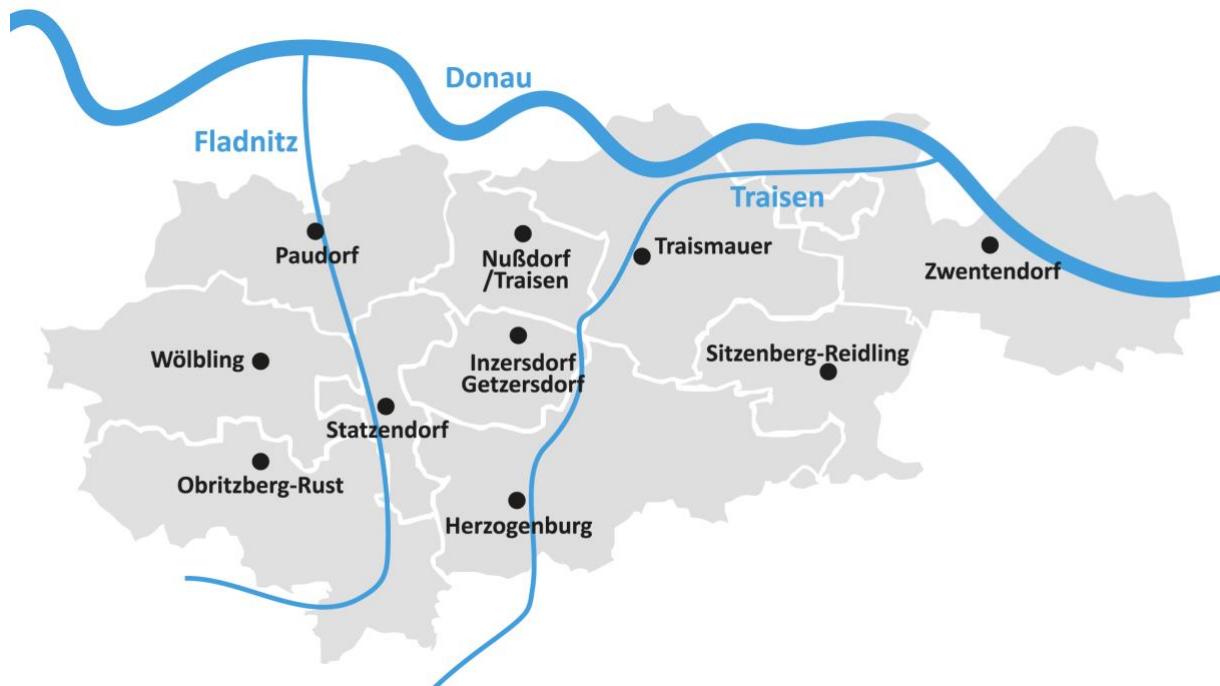 Donau
Fladnitz
Traisen
Paudorf
Nußdorf
/Traisen
Traismauer
Zwentendorf
Wölbling
Inzersdorf
Getzersdorf
Sitzenberg-Reidling
Statzendorf
Obritzberg-Rust
Herzogenburg